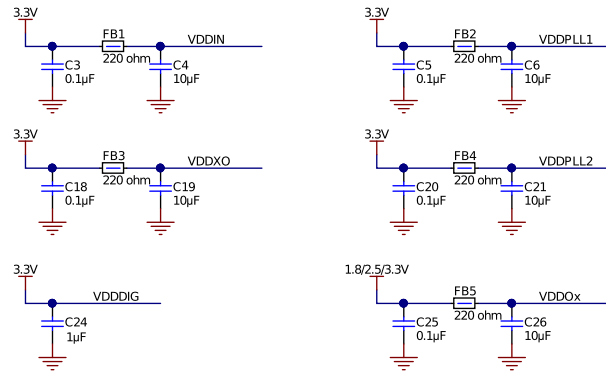 3.3V
FB1
VDDIN
C3
0.1µF
220 ohm
C4
10µF
3.3V
FB2
VDDPLL1
C5
0.1µF
220 ohm
C6
10µF
3.3V
FB3
VDDXO
C18
0.1µF
220 ohm
C19
10µF
3.3V
FB4
VDDPLL2
C20
0.1µF
220 ohm
C21
10µF
3.3V
VDDDIG
C24
1µF
1.8/2.5/3.3V
FB5
VDDOx
C25
0.1µF
220 ohm
C26
10µF